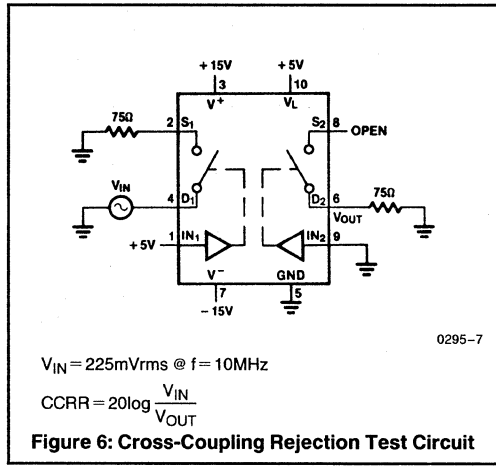 +15V
+5V
3
10
V+
VL
75Ω
2
S1
S2
8
OPEN
VIN
4
D1
D2
6
75Ω
VOUT
+5V
1
IN1
IN2
9
V−
GND
7
5
−15V
0295-7
VIN = 225mVrms @ f = 10MHz
CCRR = 20log VIN
VOUT
Figure 6: Cross-Coupling Rejection Test Circuit